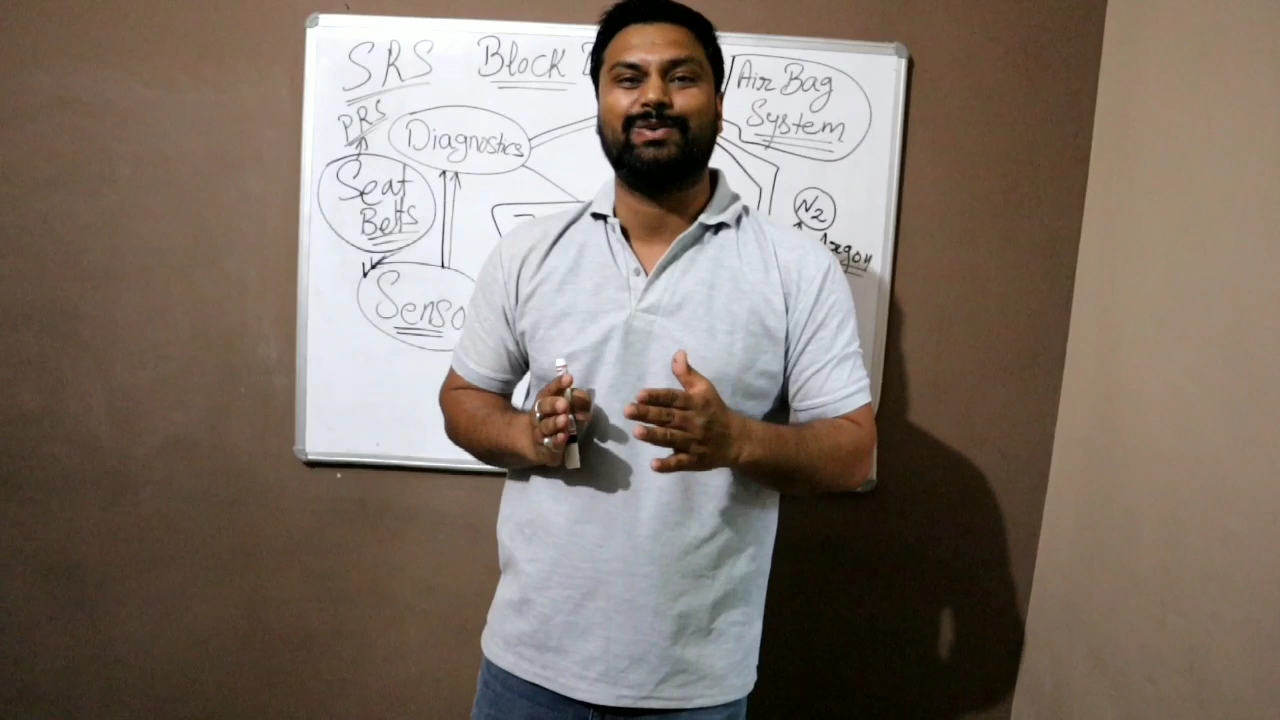 SRS Block
Air Bag
System
PRS
Diagnostics
Seat
Belts
N2
Argon